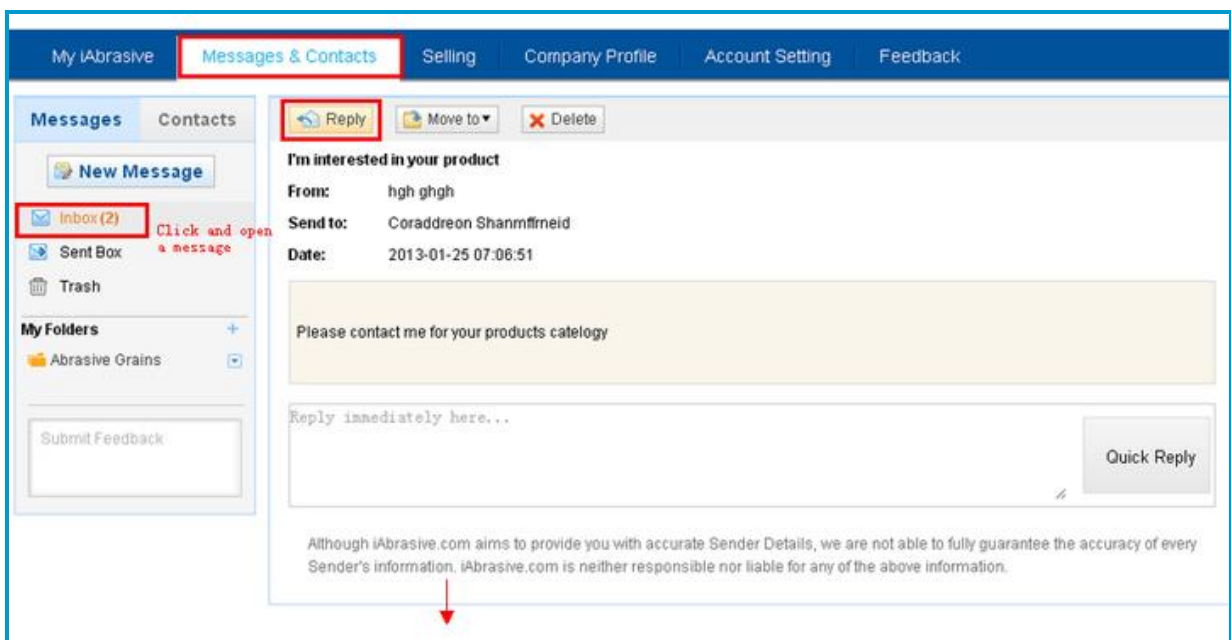 My iAbrasive Messages & Contacts Selling Company Profile Account Setting Feedback
Messages Contacts
New Message
Inbox (2)
Click and open
a message
Sent Box
Trash
My Folders +
Abrasive Grains
Submit Feedback
Reply Move to Delete
I'm interested in your product
From: hgh ghgh
Send to: Coraddreon Shanmffrneid
Date: 2013-01-25 07:06:51
Please contact me for your products catelogy
Reply immediately here...
Quick Reply
Although iAbrasive.com aims to provide you with accurate Sender Details, we are not able to fully guarantee the accuracy of every
Sender's information. iAbrasive.com is neither responsible nor liable for any of the above information.